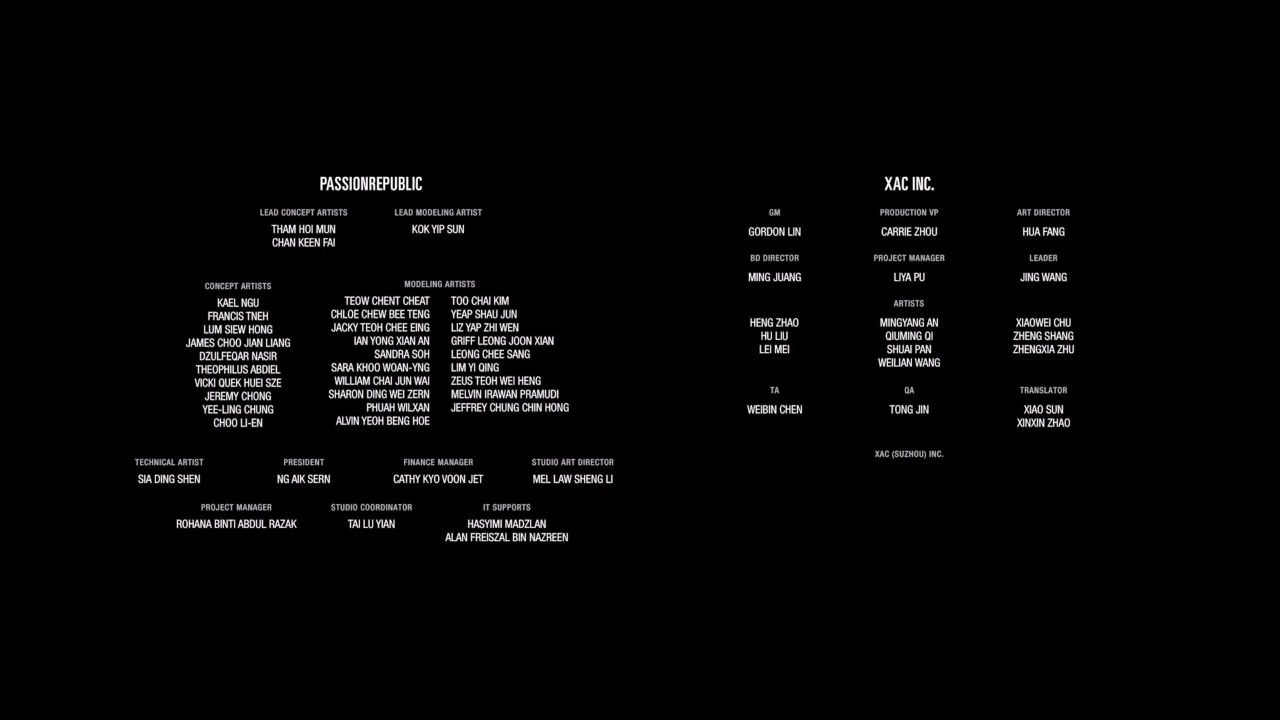 PASSIONREPUBLIC
LEAD CONCEPT ARTISTS
THAM HOI MUN
CHAN KEEN FAI
LEAD MODELING ARTIST
KOK YIP SUN
CONCEPT ARTISTS
KAEL NGU
FRANCIS TNEH
LUM SIEW HONG
JAMES CHOO JIAN LIANG
DZULFEQAR NASIR
THEOPHILUS ABDIEL
VICKI QUEK HUEI SZE
JEREMY CHONG
YEE-LING CHUNG
CHOO LI-EN
MODELING ARTISTS
TEOW CHENT CHEAT
CHLOE CHEW BEE TENG
JACKY TEOH CHEE EING
IAN YONG XIAN AN
SANDRA SOH
SARA KHOO WOAN-YNG
WILLIAM CHAI JUN WAI
SHARON DING WEI ZERN
PHUAH WILXAN
ALVIN YEOH BENG HOE
TOO CHAI KIM
YEAP SHAU JUN
LIZ YAP ZHI WEN
GRIFF LEONG JOON XIAN
LEONG CHEE SANG
LIM YI QING
ZEUS TEOH WEI HENG
MELVIN IRAWAN PRAMUDI
JEFFREY CHUNG CHIN HONG
TECHNICAL ARTIST
SIA DING SHEN
PRESIDENT
NG AIK SERN
FINANCE MANAGER
CATHY KYO VOON JET
STUDIO ART DIRECTOR
MEL LAW SHENG LI
PROJECT MANAGER
ROHANA BINTI ABDUL RAZAK
STUDIO COORDINATOR
TAI LU YIAN
IT SUPPORTS
HASYIMI MADZLAN
ALAN FREISZAL BIN NAZREEN
XAC INC.
GM
GORDON LIN
PRODUCTION VP
CARRIE ZHOU
ART DIRECTOR
HUA FANG
BD DIRECTOR
MING JUANG
PROJECT MANAGER
LIYA PU
LEADER
JING WANG
ARTISTS
HENG ZHAO
HU LIU
LEI MEI
MINGYANG AN
QIUMING QI
SHUAI PAN
WEILIAN WANG
XIAOWEI CHU
ZHENG SHANG
ZHENGXIA ZHU
TA
WEIBIN CHEN
QA
TONG JIN
TRANSLATOR
XIAO SUN
XINXIN ZHAO
XAC (SUZHOU) INC.